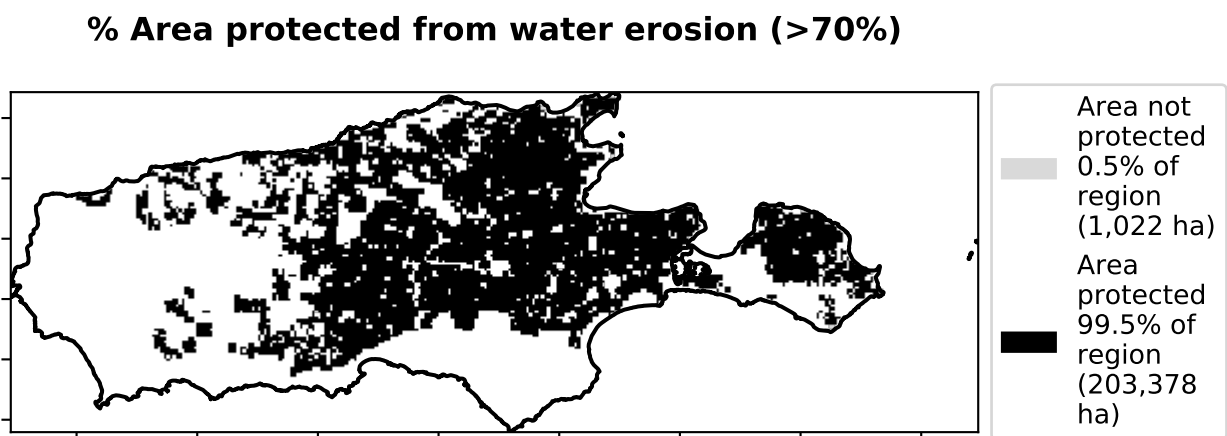 % Area protected from water erosion (>70%)
Area not
protected
0.5% of
region
(1,022 ha)
Area
protected
99.5% of
region
(203,378
ha)